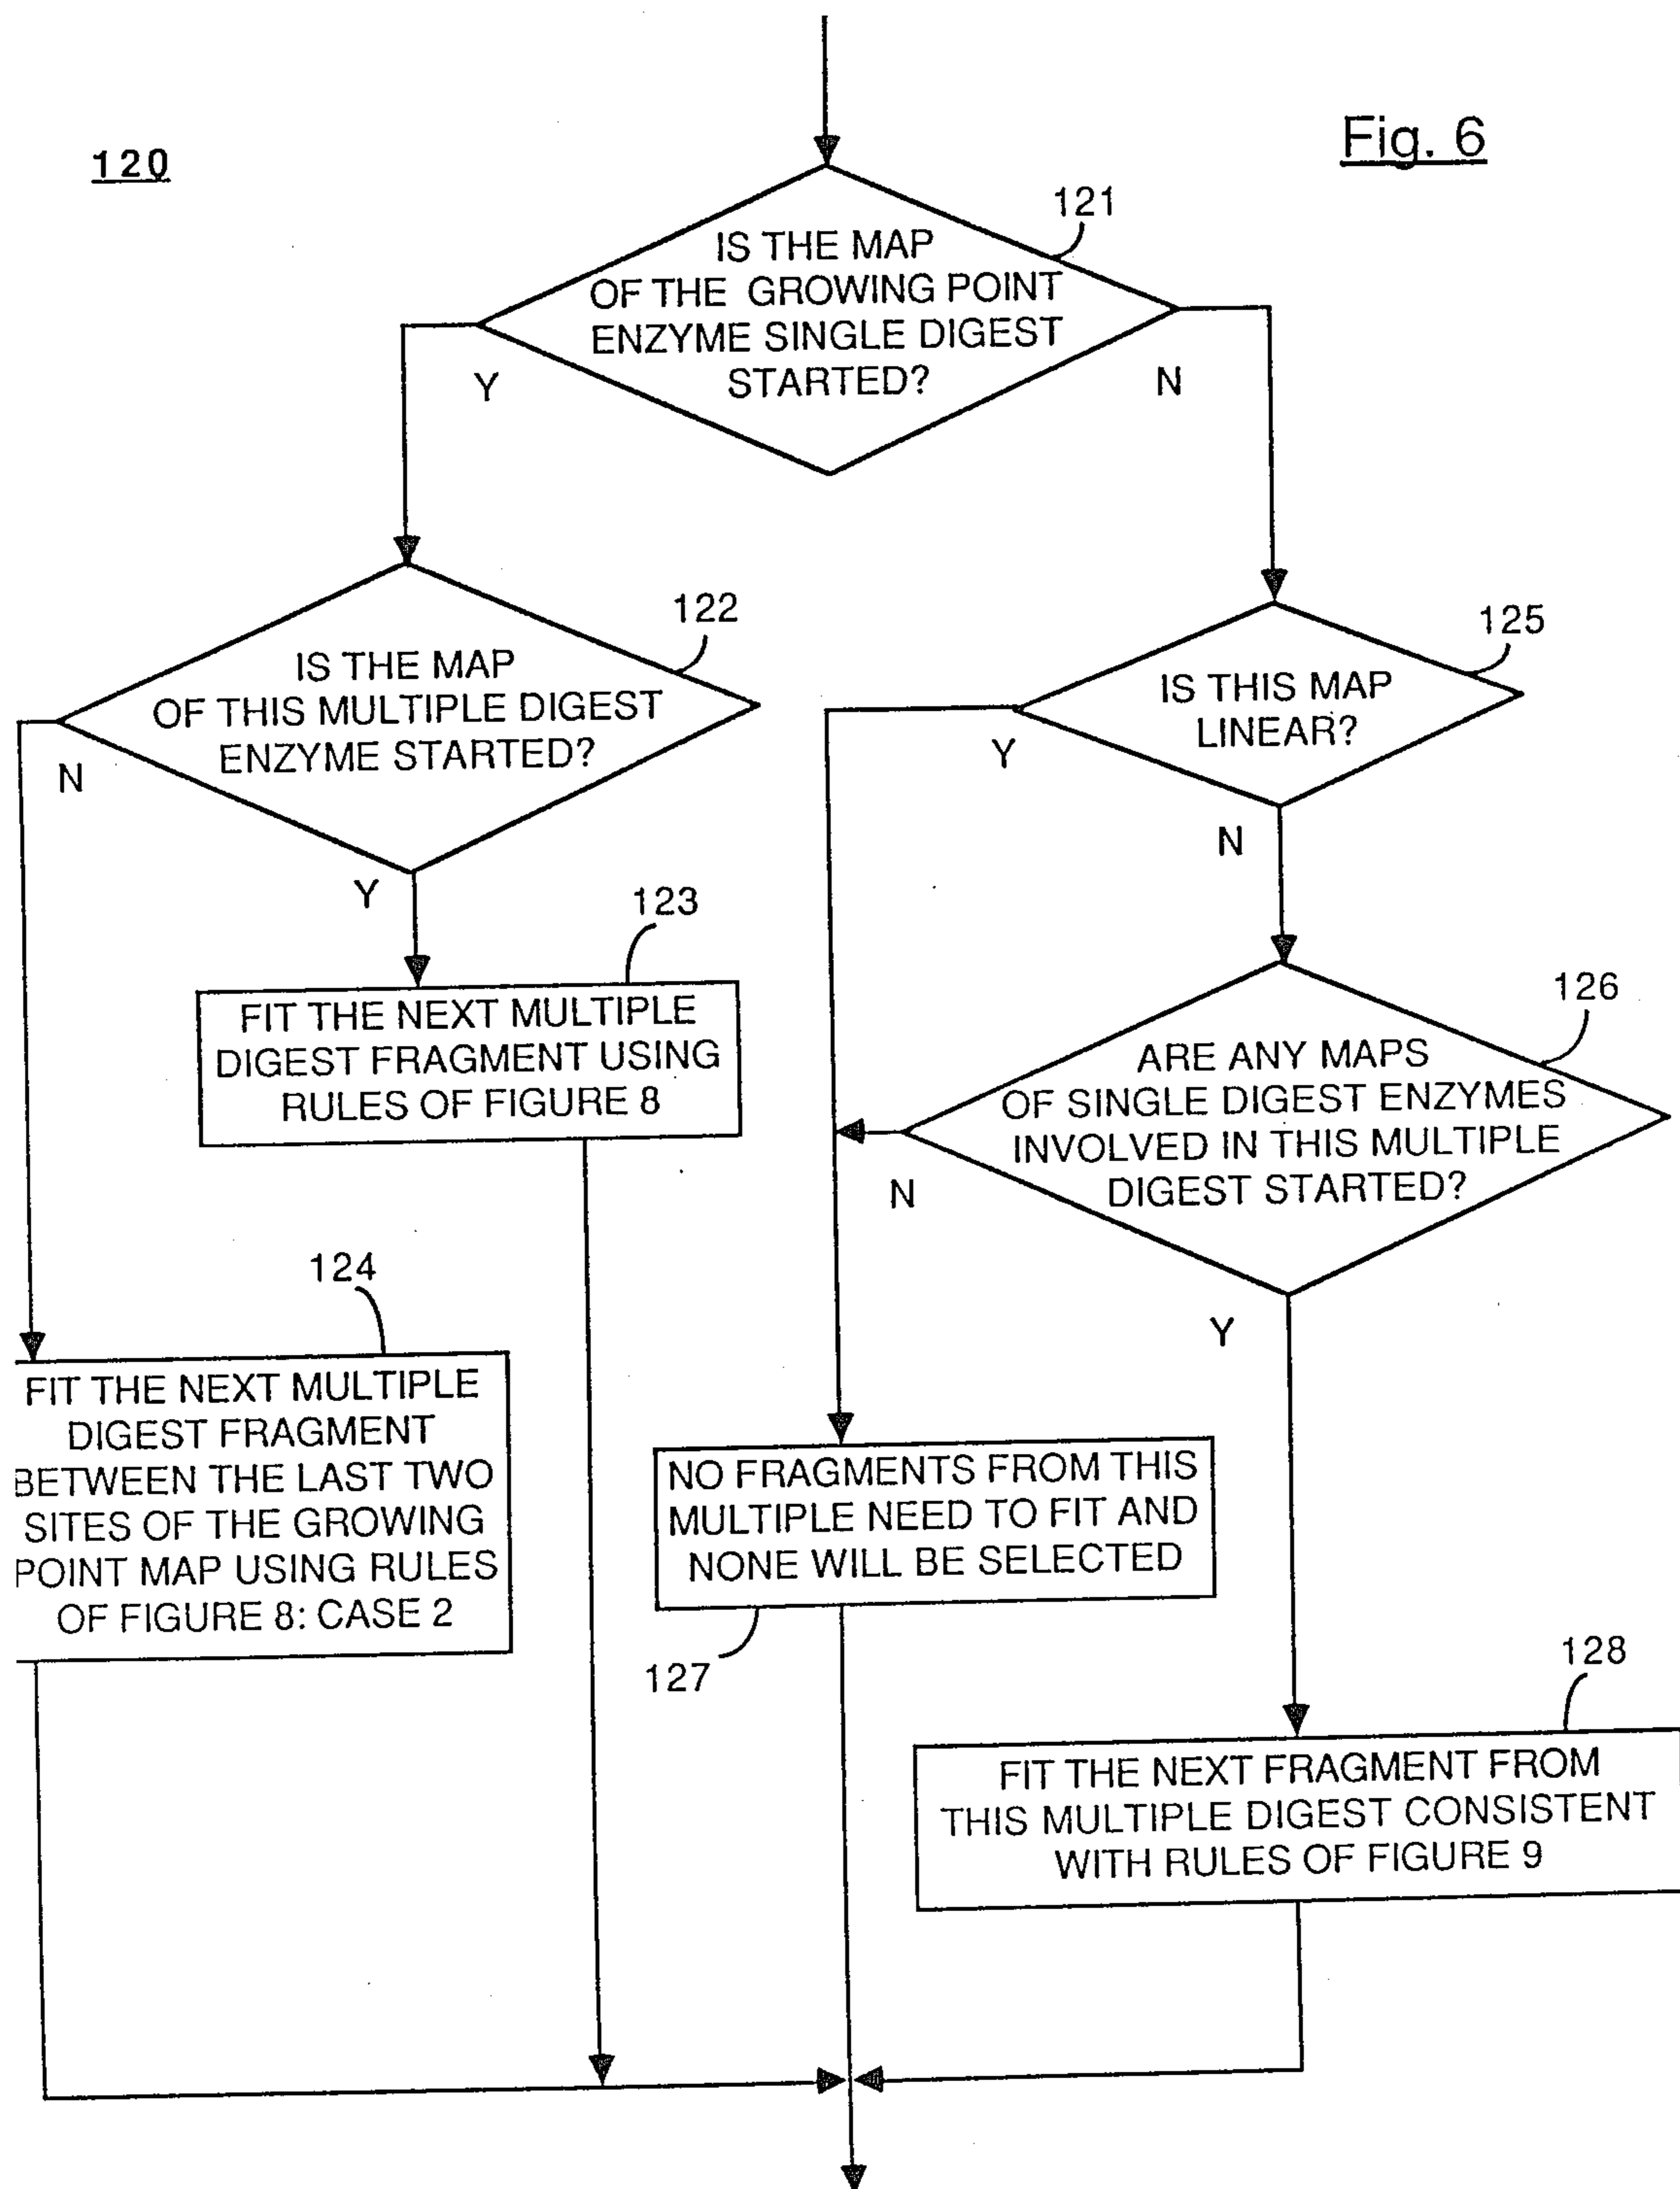 120
Fig. 6
121
IS THE MAP
OF THE GROWING POINT
ENZYME SINGLE DIGEST
STARTED?
Y
N
122
IS THE MAP
OF THIS MULTIPLE DIGEST
ENZYME STARTED?
N
Y
125
IS THIS MAP
LINEAR?
Y
N
123
FIT THE NEXT MULTIPLE
DIGEST FRAGMENT USING
RULES OF FIGURE 8
126
ARE ANY MAPS
OF SINGLE DIGEST ENZYMES
INVOLVED IN THIS MULTIPLE
DIGEST STARTED?
N
Y
124
FIT THE NEXT MULTIPLE
DIGEST FRAGMENT
BETWEEN THE LAST TWO
SITES OF THE GROWING
POINT MAP USING RULES
OF FIGURE 8: CASE 2
NO FRAGMENTS FROM THIS
MULTIPLE NEED TO FIT AND
NONE WILL BE SELECTED
127
128
FIT THE NEXT FRAGMENT FROM
THIS MULTIPLE DIGEST CONSISTENT
WITH RULES OF FIGURE 9